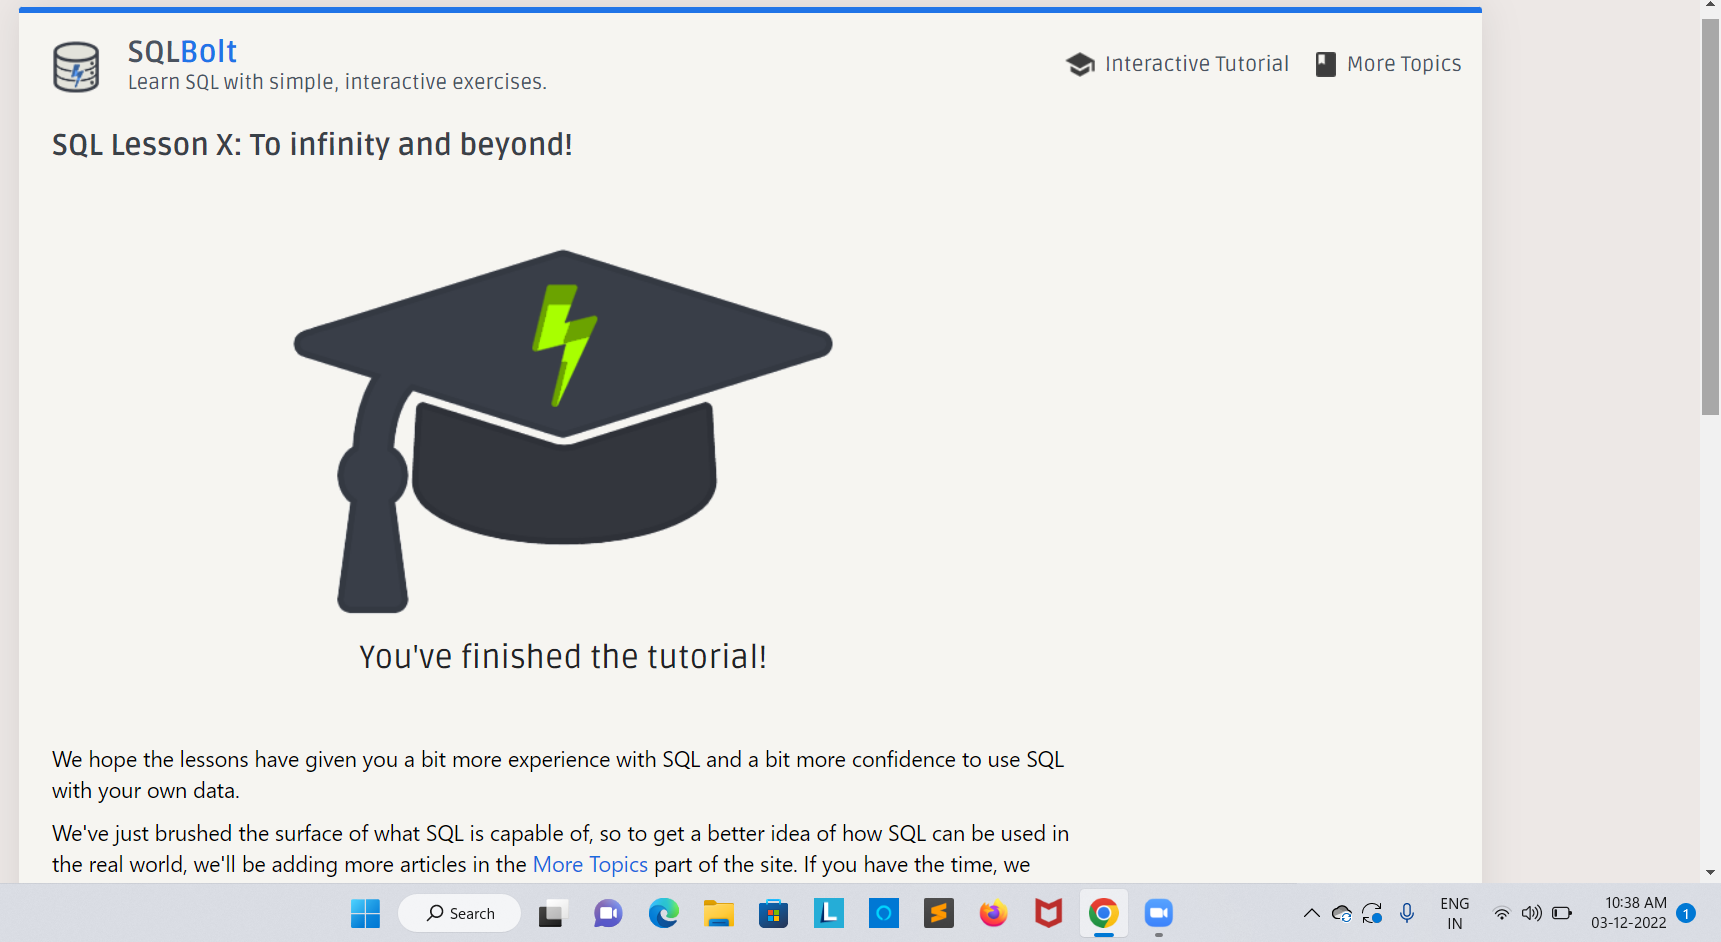 SQLBolt
Learn SQL with simple, interactive exercises.
Interactive Tutorial
More Topics
SQL Lesson X: To infinity and beyond!
You've finished the tutorial!
We hope the lessons have given you a bit more experience with SQL and a bit more confidence to use SQL
with your own data.
We've just brushed the surface of what SQL is capable of, so to get a better idea of how SQL can be used in
the real world, we'll be adding more articles in the More Topics part of the site. If you have the time, we
Search
L
ENG
IN
10:38 AM
03-12-2022
1